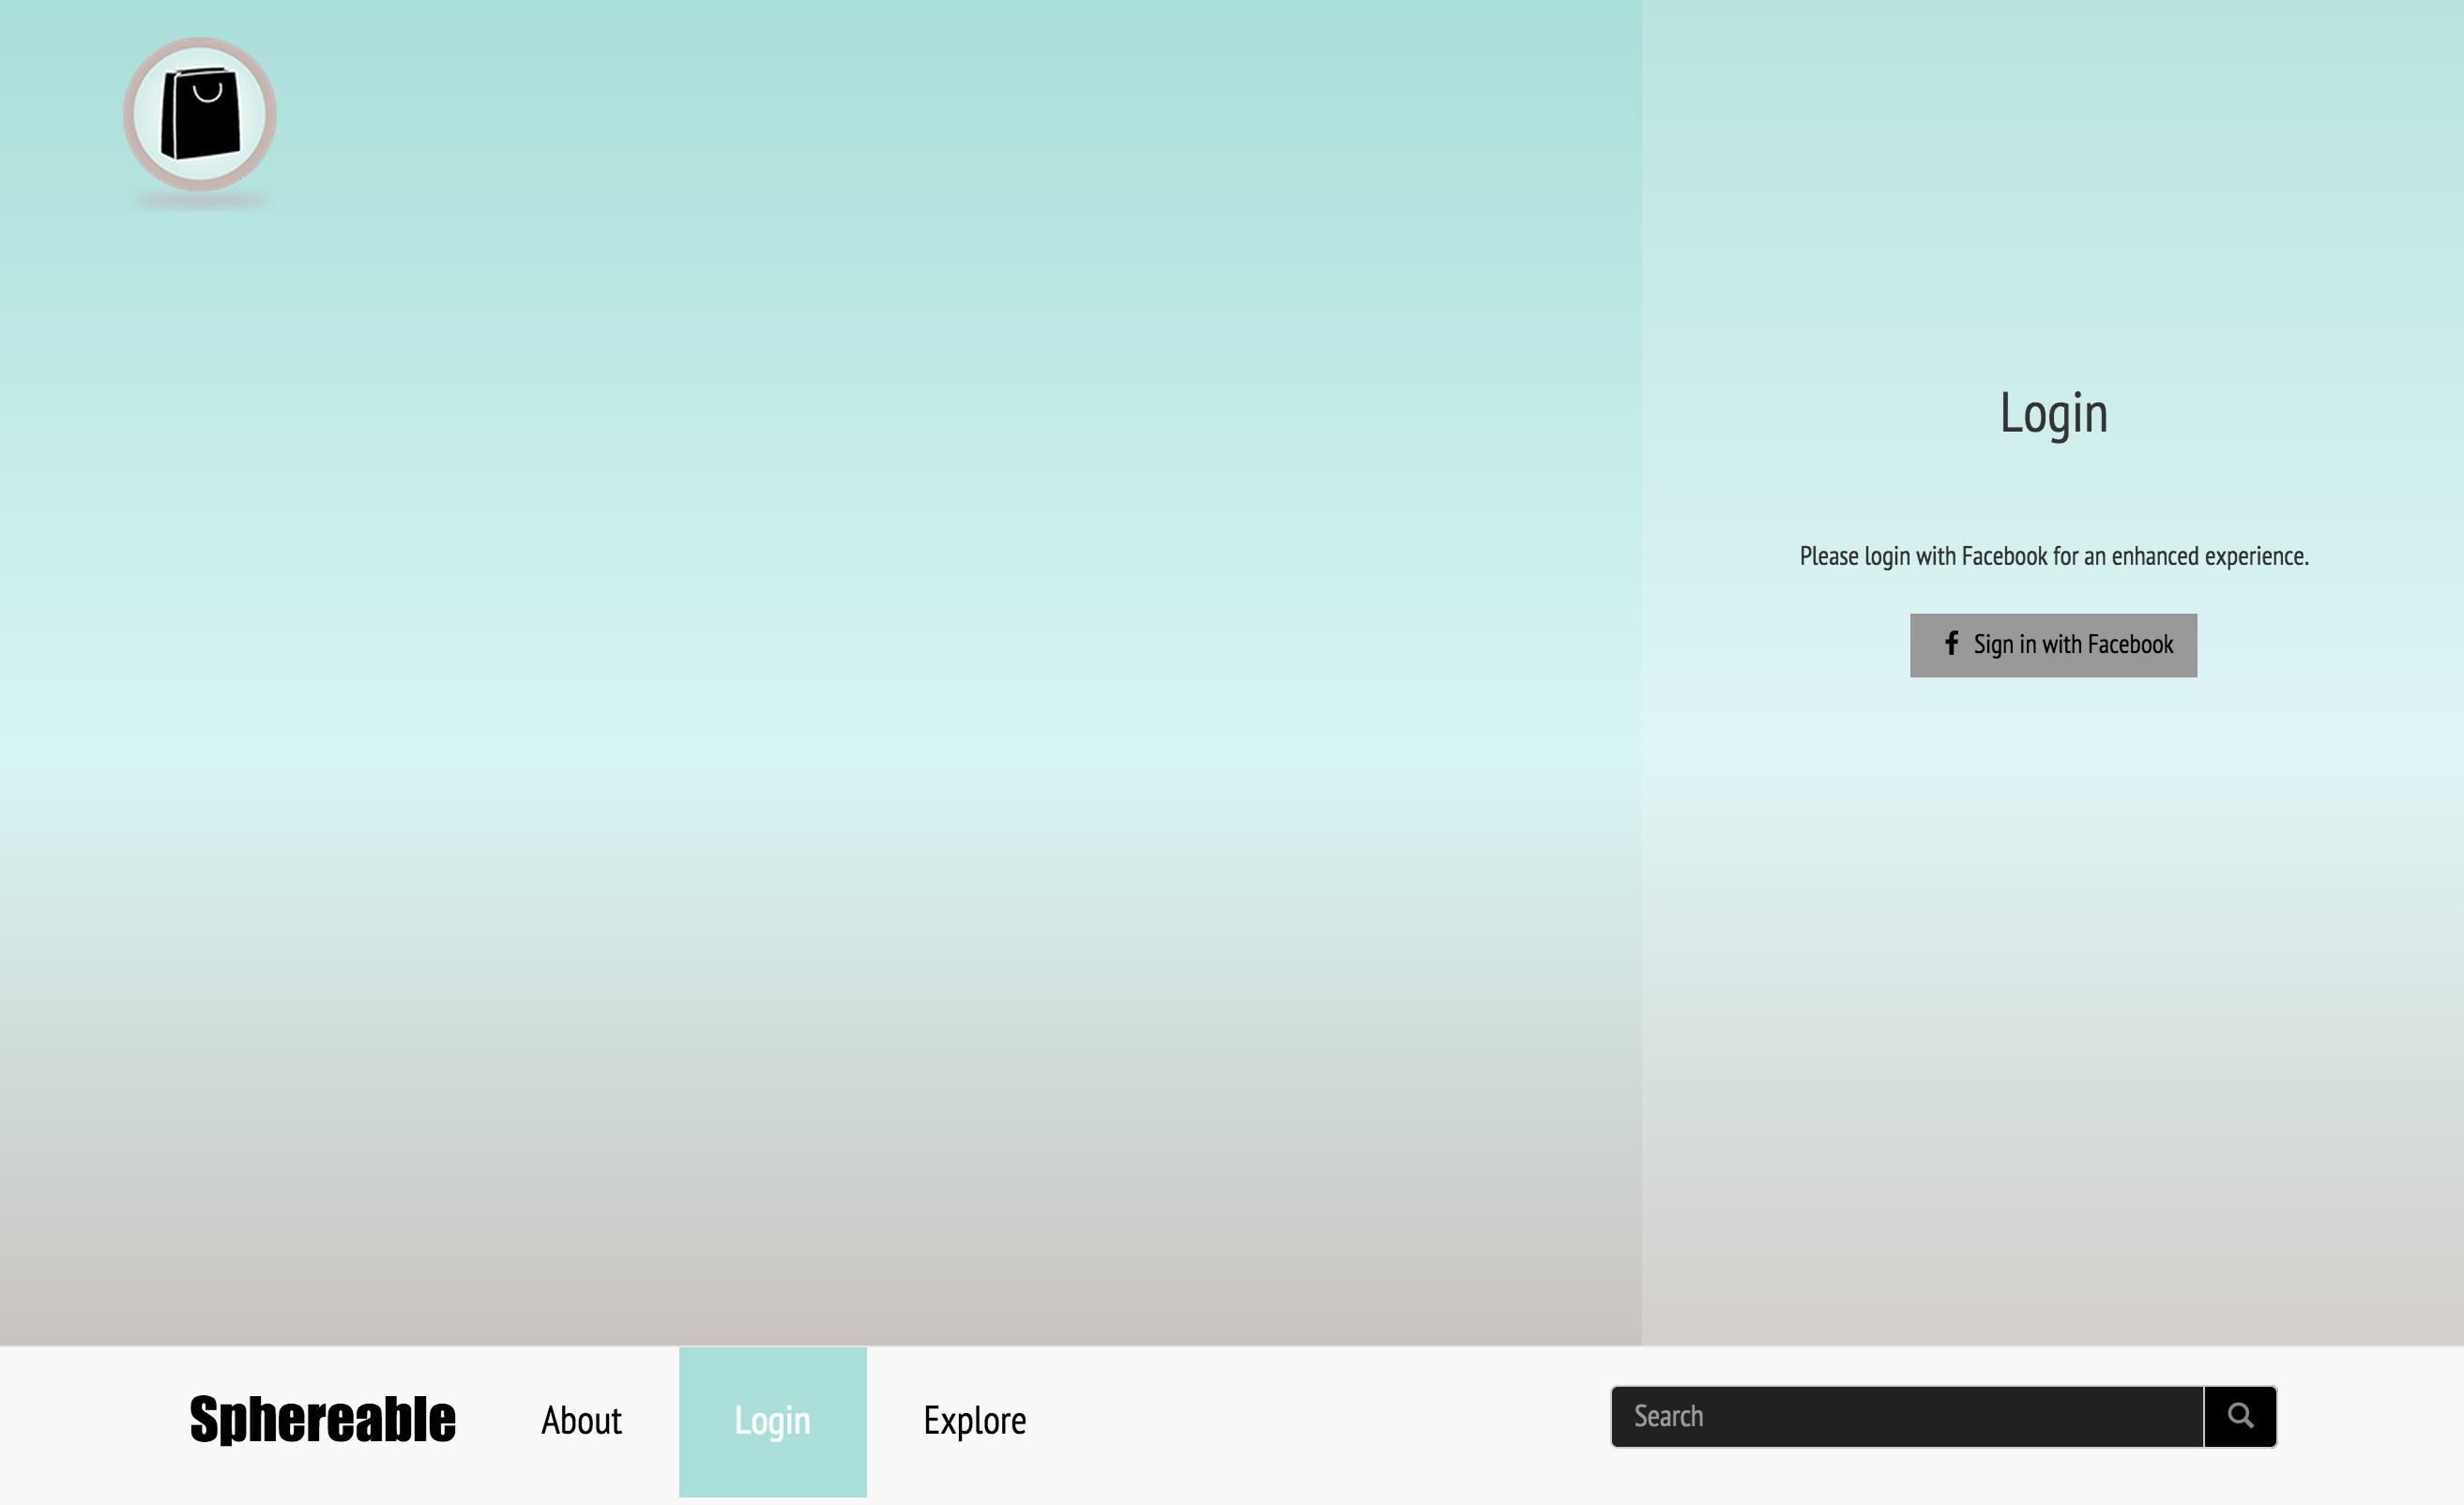 Login
Please login with Facebook for an enhanced experience.
Sign in with Facebook
Sphereable
About
Login
Explore
Search